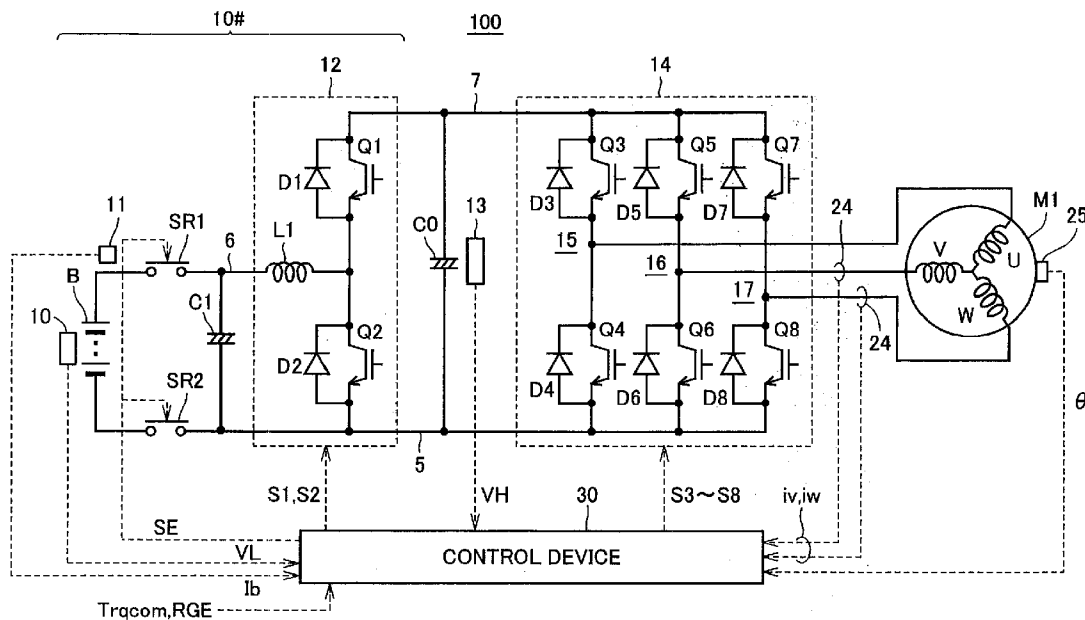 10#
100
12
14
7
Q1
Q3
Q5
Q7
D1
D3
D5
D7
11
SR1
6
L1
C0
13
15
16
17
24
M1
25
V
U
W
B
10
C1
Q2
Q4
Q6
Q8
D2
D4
D6
D8
24
SR2
5
θ
S1,S2
VH
30
S3～S8
iv,iw
SE
VL
Ib
CONTROL DEVICE
Trqcom,RGE